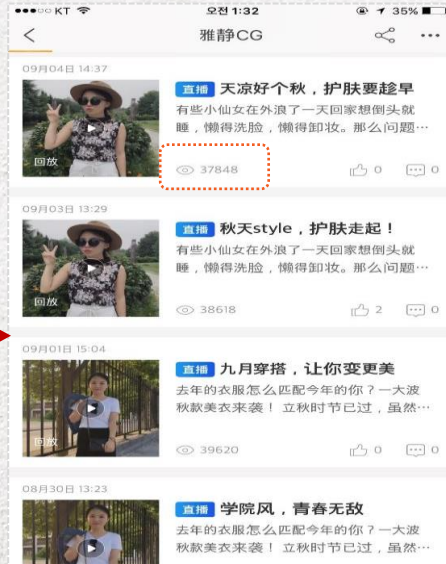 KT 오전 1:32 35%
雅静CG
09月04日 14:37
直播 天凉好个秋，护肤要趁早
有些小仙女在外浪了一天回家想倒头就
睡，懒得洗脸，懒得卸妆。那么问题…
回放
37848 0 0
09月03日 13:29
直播 秋天style，护肤走起！
有些小仙女在外浪了一天回家想倒头就
睡，懒得洗脸，懒得卸妆。那么问题…
回放
38618 2 0
09月01日 15:04
直播 九月穿搭，让你变更美
去年的衣服怎么匹配今年的你？一大波
秋款美衣来袭！ 立秋时节已过，虽然…
回放
39620 0 0
08月30日 13:23
直播 学院风，青春无敌
去年的衣服怎么匹配今年的你？一大波
秋款美衣来袭！ 立秋时节已过，虽然…